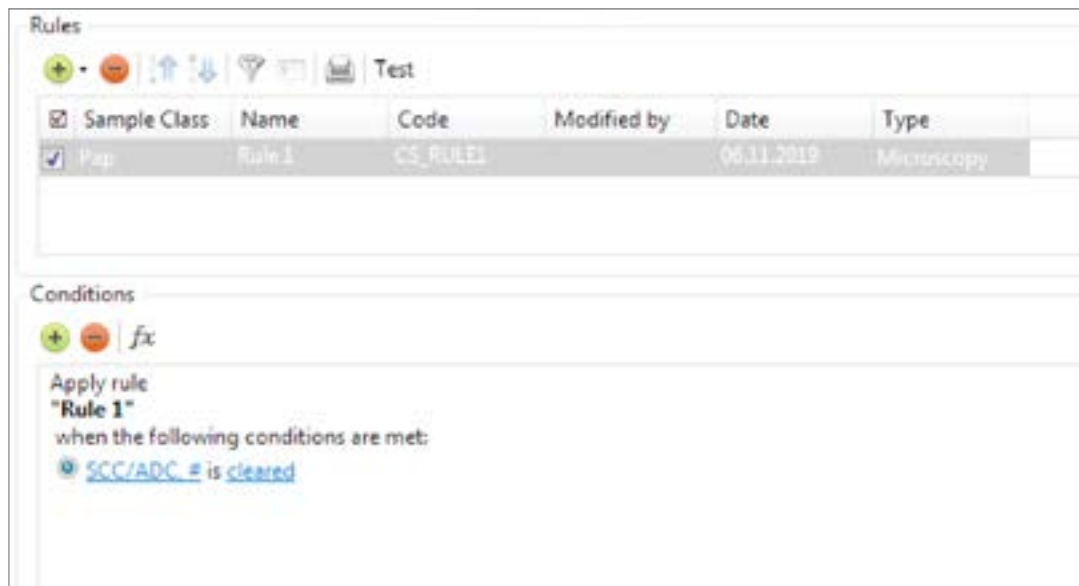 Rules
Test
Sample Class Name Code Modified by Date Type
Pap Rule 1 CS_RULE1 06.11.2019 Microscopy
Conditions
fx
Apply rule
"Rule 1"
when the following conditions are met:
SCC/ADC, # is cleared